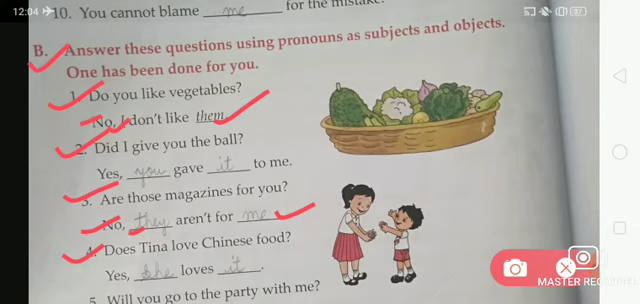 12:04
10. You cannot blame me for the mistake.
B. Answer these questions using pronouns as subjects and objects.
One has been done for you.
1. Do you like vegetables?
No, I don't like them
2. Did I give you the ball?
Yes, you gave it to me.
3. Are those magazines for you?
No, they aren't for me
4. Does Tina love Chinese food?
Yes, she loves it.
5. Will you go to the party with me?